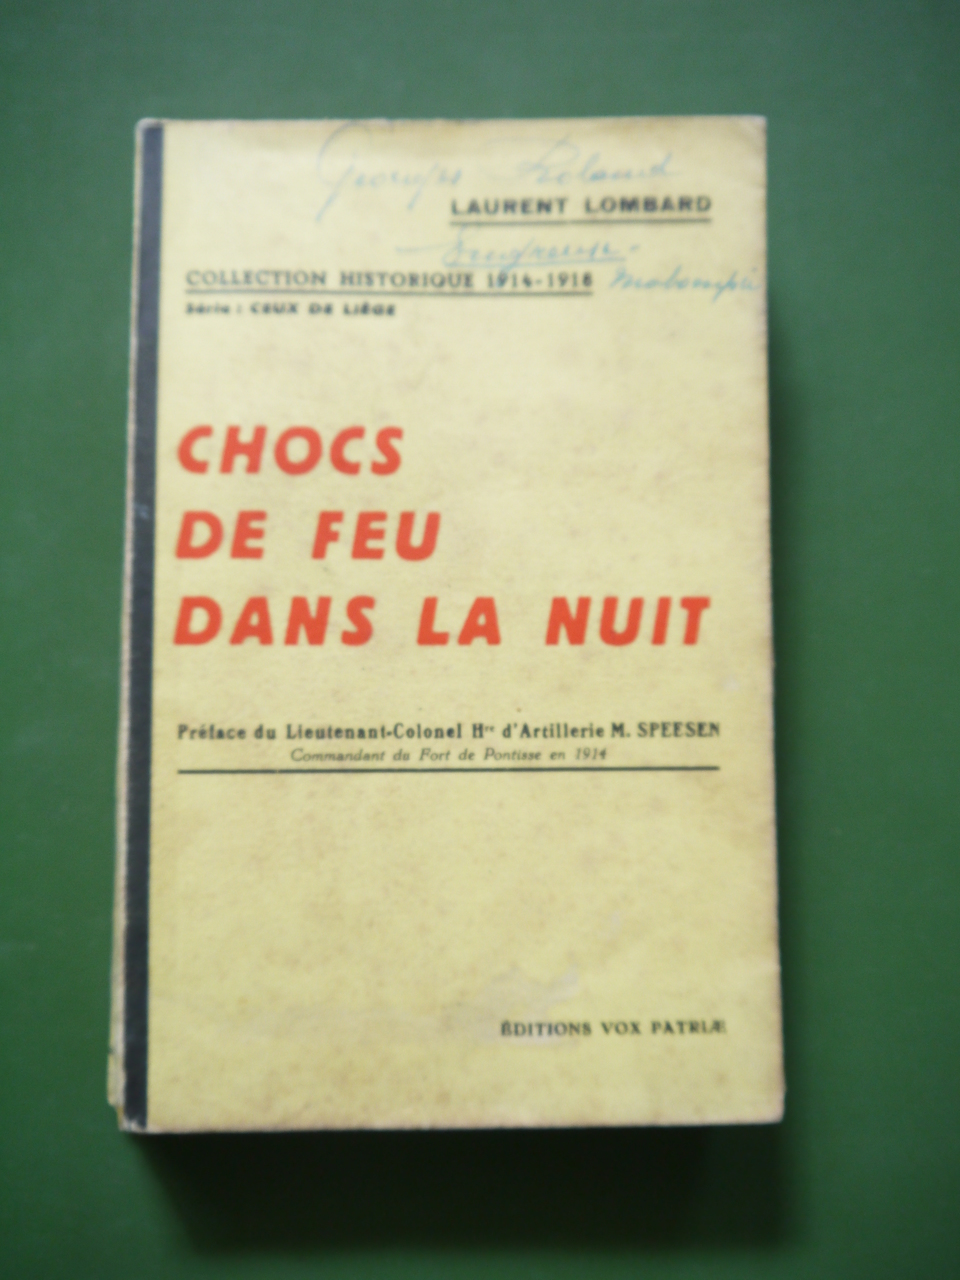 Georges Roland
LAURENT LOMBARD
COLLECTION HISTORIQUE 1914-1918
Série : CEUX DE LIÈGE
CHOCS
DE FEU
DANS LA NUIT
Préface du Lieutenant-Colonel Hre d'Artillerie M. SPEESEN
Commandant du Fort de Pontisse en 1914
ÉDITIONS VOX PATRIÆ